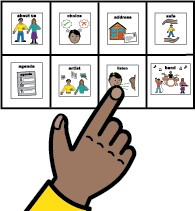 about us
choice
address
safe
agenda
artist
listen
band